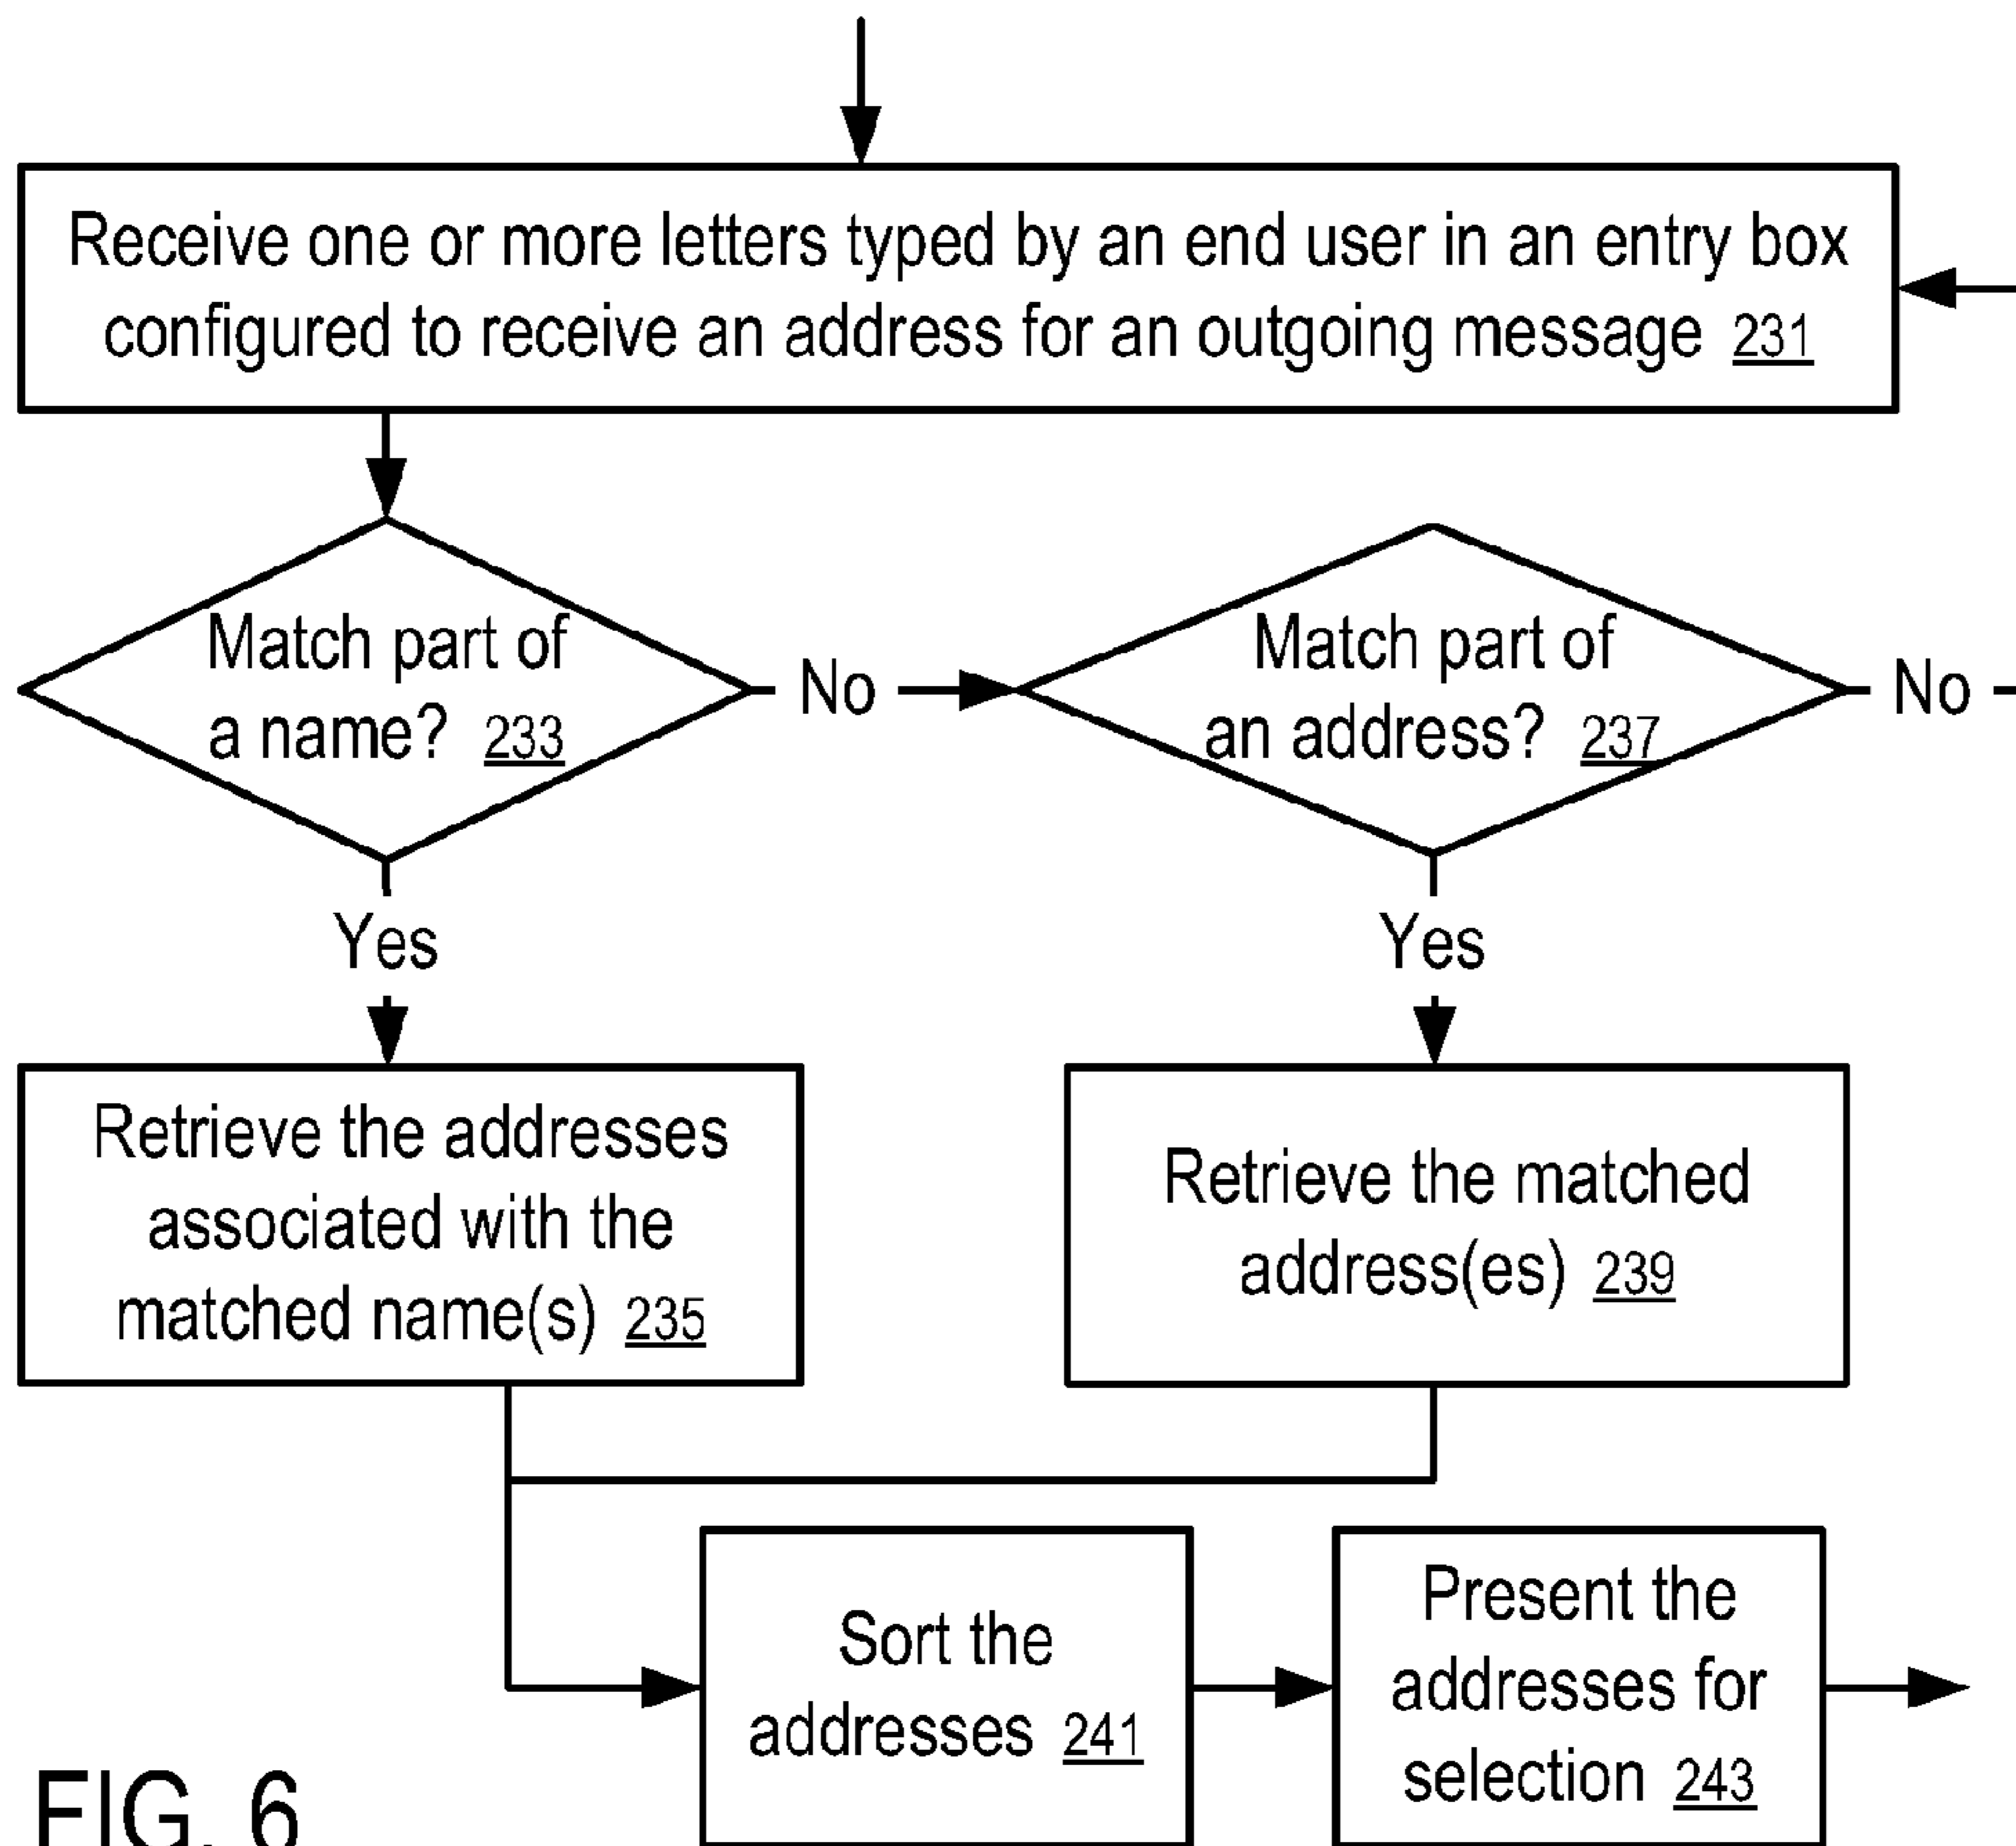 Receive one or more letters typed by an end user in an entry box
configured to receive an address for an outgoing message 231
Match part of
a name? 233
No
Match part of
an address? 237
No
Yes
Yes
Retrieve the addresses
associated with the
matched name(s) 235
Retrieve the matched
address(es) 239
Sort the
addresses 241
Present the
addresses for
selection 243
FIG. 6